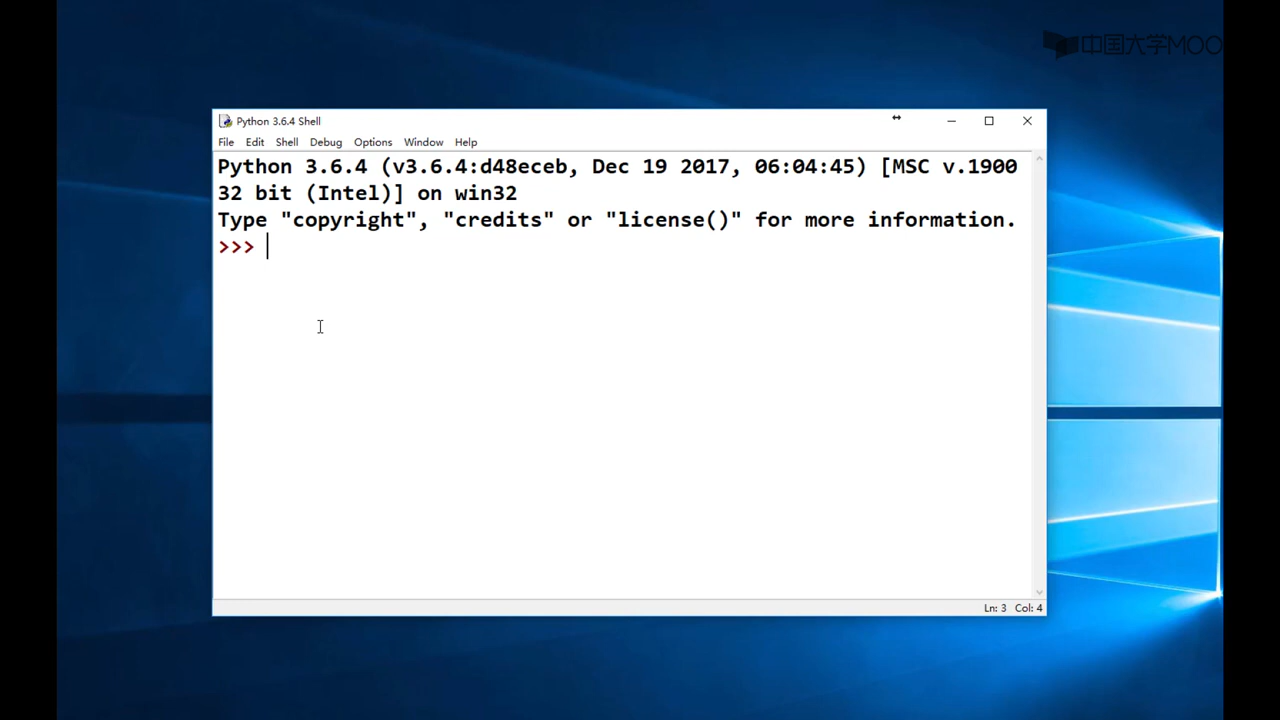 中国大学MOO
Python 3.6.4 Shell
File Edit Shell Debug Options Window Help
Python 3.6.4 (v3.6.4:d48eceb, Dec 19 2017, 06:04:45) [MSC v.1900
32 bit (Intel)] on win32
Type "copyright", "credits" or "license()" for more information.
>>>
Ln: 3 Col: 4